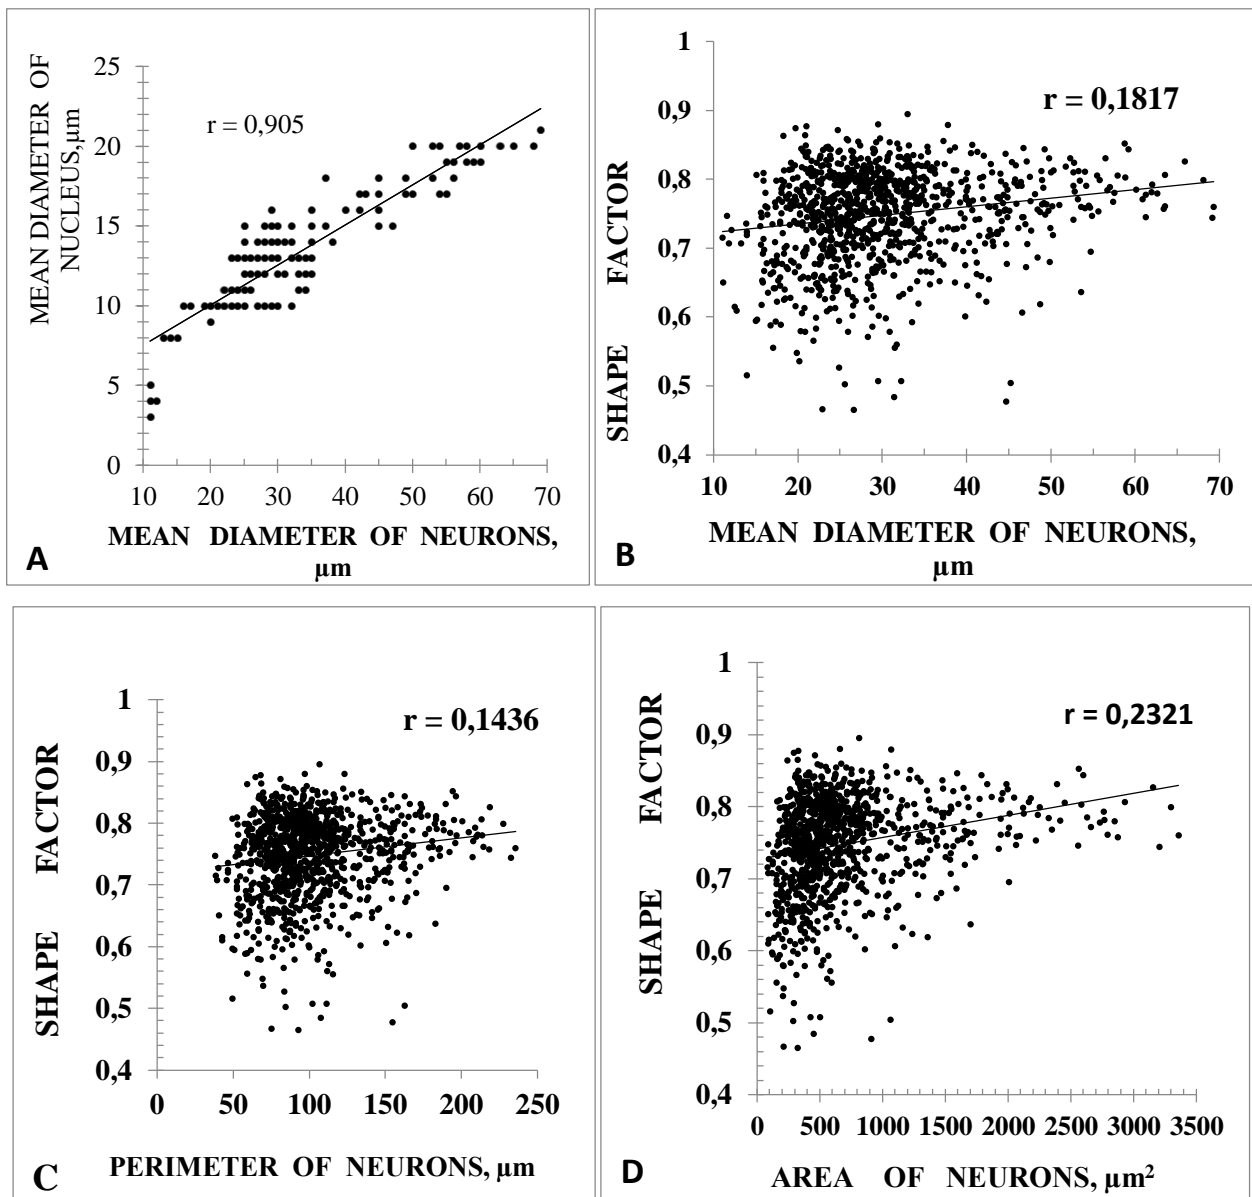 MEAN DIAMETER OF
NUCLEUS,µm
25
20
15
10
5
0
r = 0,905
10 20 30 40 50 60 70
MEAN DIAMETER OF NEURONS,
µm
A
SHAPE FACTOR
1
0,9
0,8
0,7
0,6
0,5
0,4
r = 0,1817
10 20 30 40 50 60 70
MEAN DIAMETER OF NEURONS,
µm
B
SHAPE FACTOR
1
0,9
0,8
0,7
0,6
0,5
0,4
r = 0,1436
0 50 100 150 200 250
PERIMETER OF NEURONS, µm
C
SHAPE FACTOR
1
0,9
0,8
0,7
0,6
0,5
0,4
r = 0,2321
0 500 1000 1500 2000 2500 3000 3500
AREA OF NEURONS, µm²
D